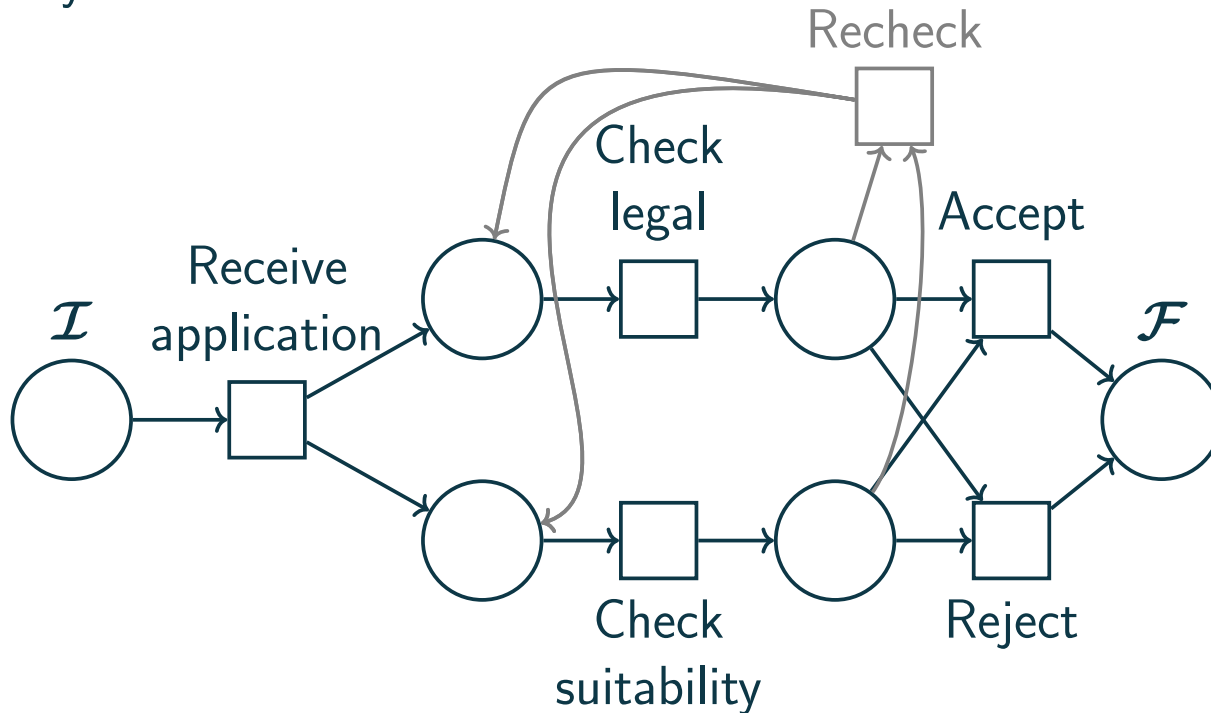 y
Recheck
Check
legal
Accept
Receive
application
𝓘
𝓕
Check
suitability
Reject